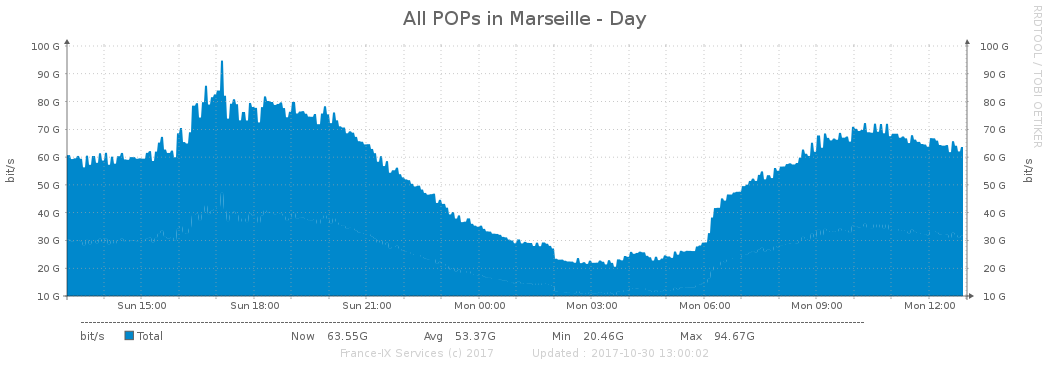 All POPs in Marseille - Day
RRDTOOL / TOBI OETIKER
bit/s
100 G
90 G
80 G
70 G
60 G
50 G
40 G
30 G
20 G
10 G
100 G
90 G
80 G
70 G
60 G
50 G
40 G
30 G
20 G
10 G
bit/s
Sun 15:00 Sun 18:00 Sun 21:00 Mon 00:00 Mon 03:00 Mon 06:00 Mon 09:00 Mon 12:00
bit/s Total Now 63.55G Avg 53.37G Min 20.46G Max 94.67G
France-IX Services (c) 2017 Updated : 2017-10-30 13:00:02